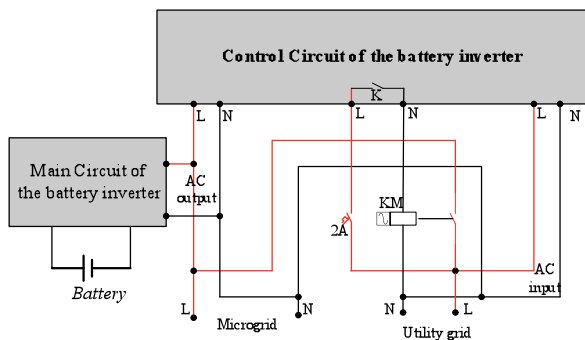 Control Circuit of the battery inverter
K
L N L N L N
Main Circuit of
the battery inverter
AC
output
KM
2A
Battery
AC
input
L N N L
Microgrid Utility grid